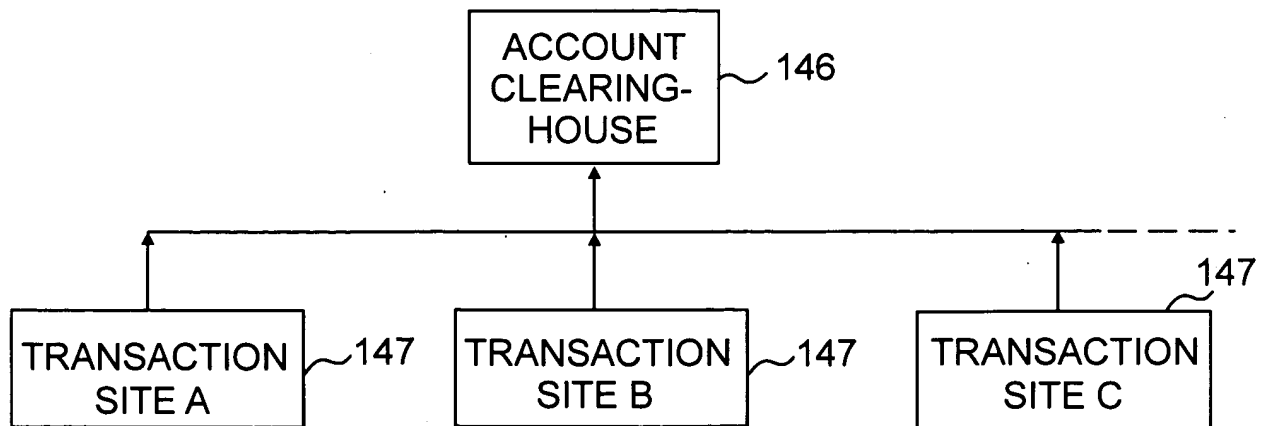 ACCOUNT
CLEARING-
HOUSE
146
147
TRANSACTION
SITE A
147
TRANSACTION
SITE B
147
TRANSACTION
SITE C